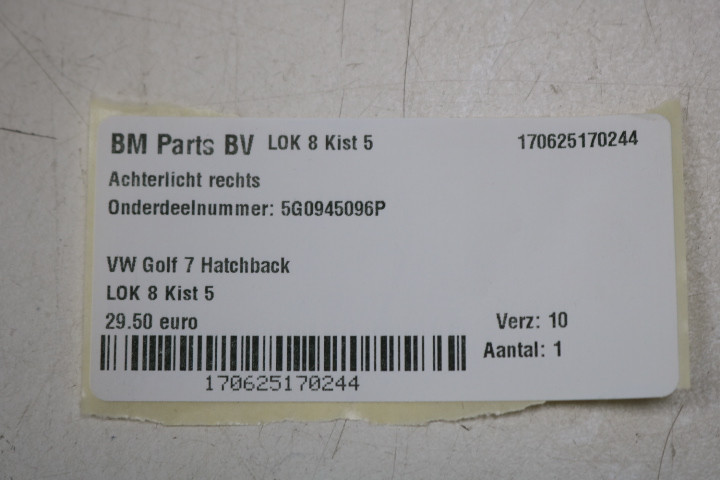 BM Parts BV LOK 8 Kist 5 170625170244
Achterlicht rechts
Onderdeelnummer: 5G0945096P
VW Golf 7 Hatchback
LOK 8 Kist 5
29.50 euro Verz: 10
Aantal: 1
170625170244